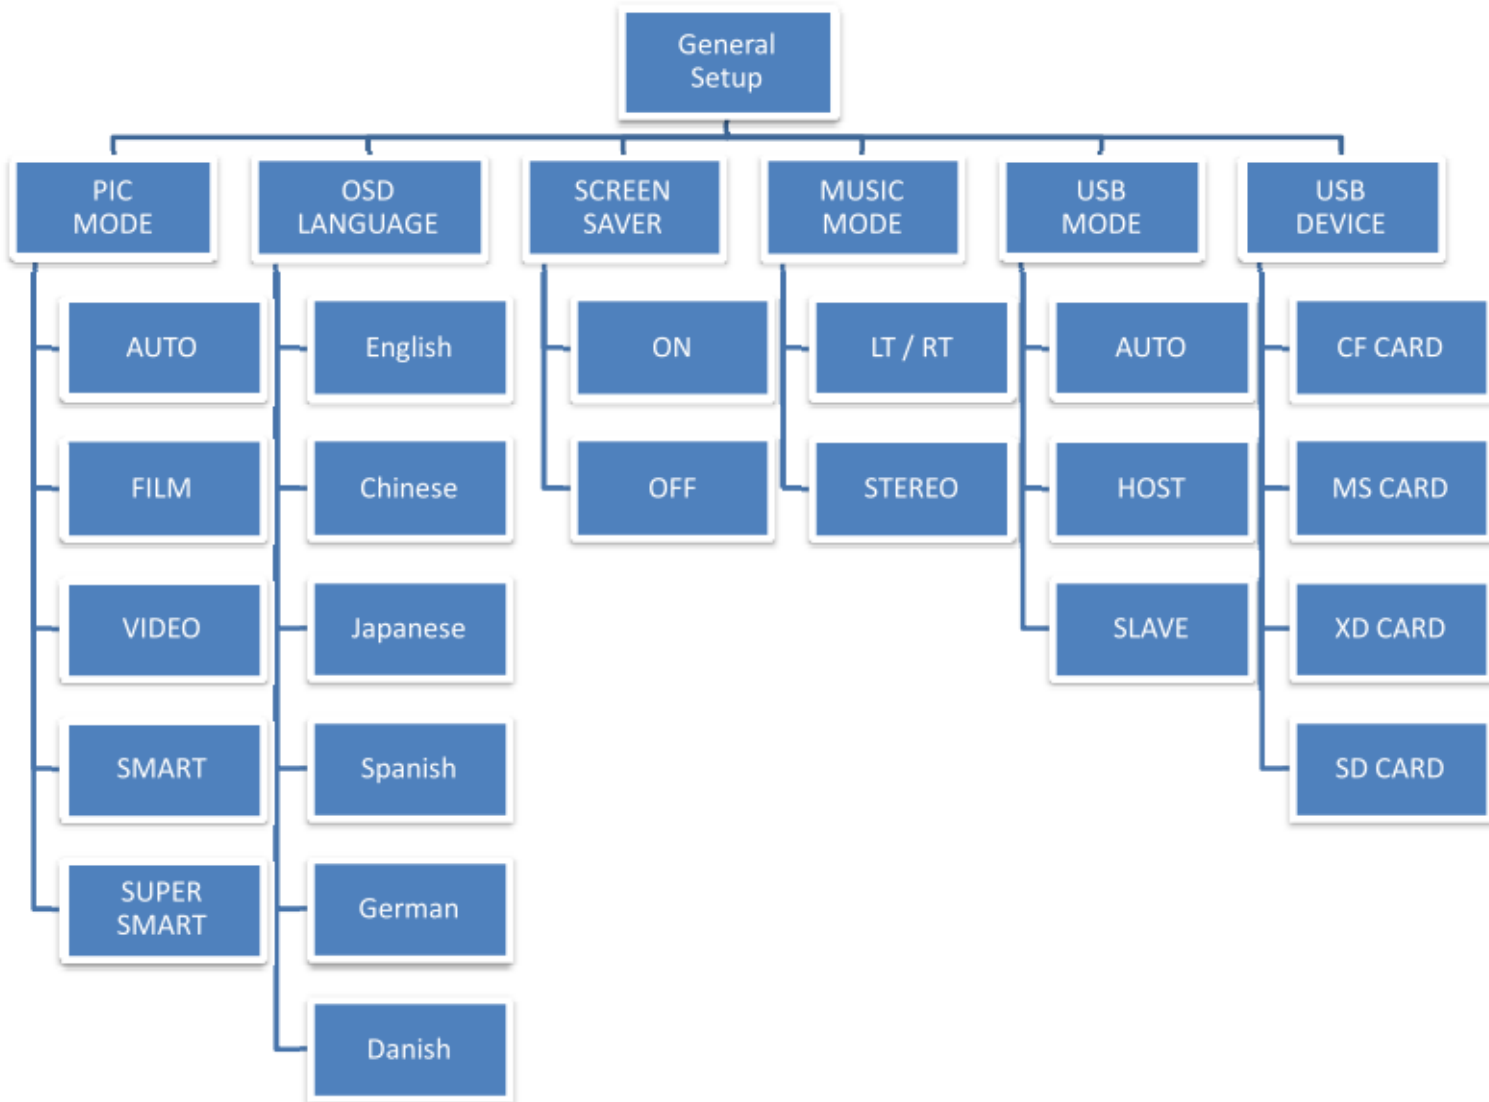 General
Setup
PIC
MODE
OSD
LANGUAGE
SCREEN
SAVER
MUSIC
MODE
USB
MODE
USB
DEVICE
AUTO
English
ON
LT / RT
AUTO
CF CARD
FILM
Chinese
OFF
STEREO
HOST
MS CARD
VIDEO
Japanese
SLAVE
XD CARD
SMART
Spanish
SD CARD
SUPER
SMART
German
Danish